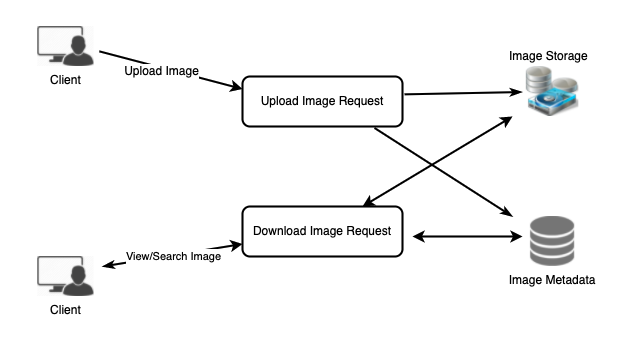 Image Storage
Client
Upload Image
Upload Image Request
Download Image Request
View/Search Image
Image Metadata
Client